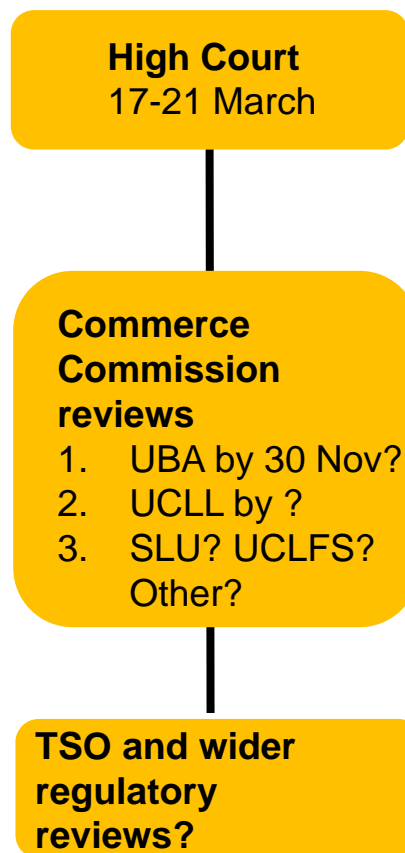 High Court
17-21 March
Commerce
Commission
reviews
1. UBA by 30 Nov?
2. UCLL by ?
3. SLU? UCLFS?
Other?
TSO and wider
regulatory
reviews?